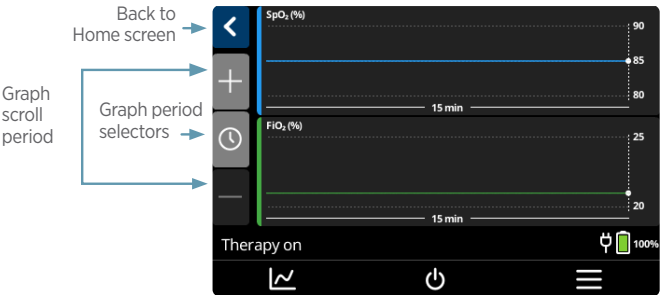 Back to
Home screen
Graph
scroll
period
Graph period
selectors
SpO₂ (%)
90
85
80
15 min
FiO₂ (%)
25
20
15 min
Therapy on
100%